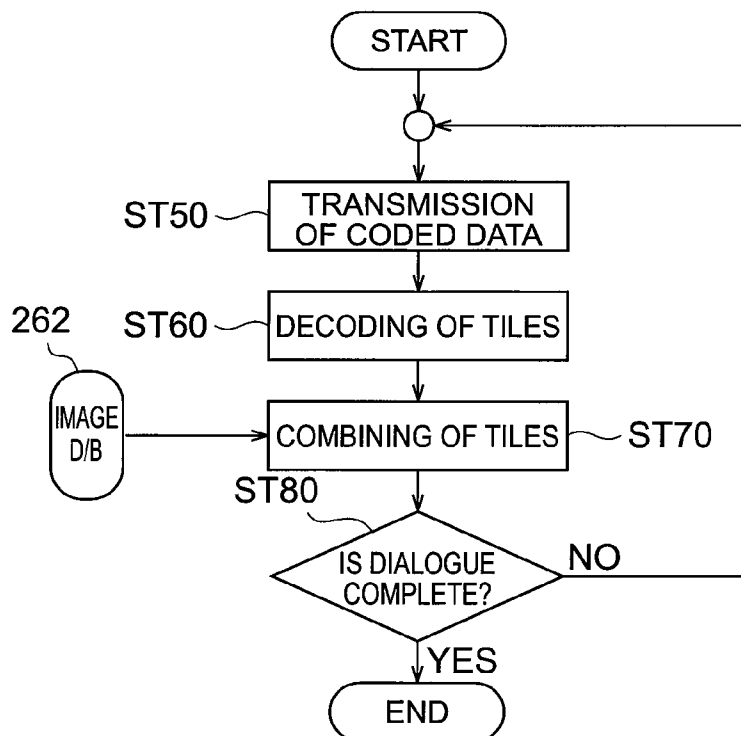 START
ST50
TRANSMISSION
OF CODED DATA
ST60
DECODING OF TILES
262
IMAGE
D/B
COMBINING OF TILES
ST70
ST80
IS DIALOGUE
COMPLETE?
NO
YES
END